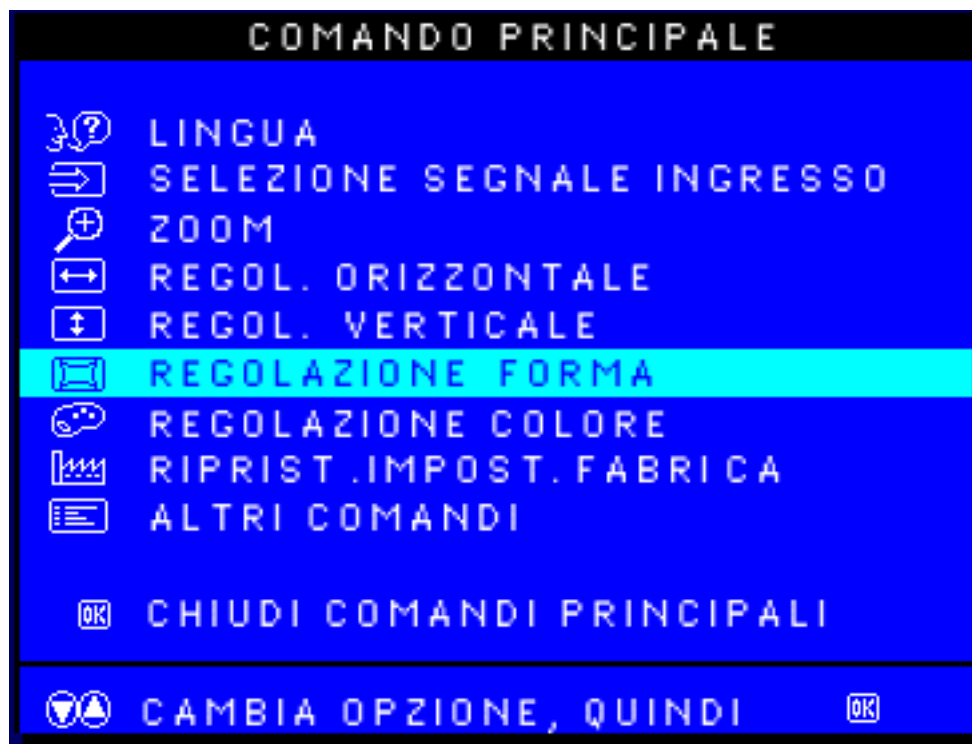 COMANDO PRINCIPALE
LINGUA
SELEZIONE SEGNALE INGRESSO
ZOOM
REGOL. ORIZZONTALE
REGOL. VERTICALE
REGOLAZIONE FORMA
REGOLAZIONE COLORE
RIPRIST.IMPOST.FABRICA
ALTRI COMANDI
OK CHIUDI COMANDI PRINCIPALI
CAMBIA OPZIONE, QUINDI OK